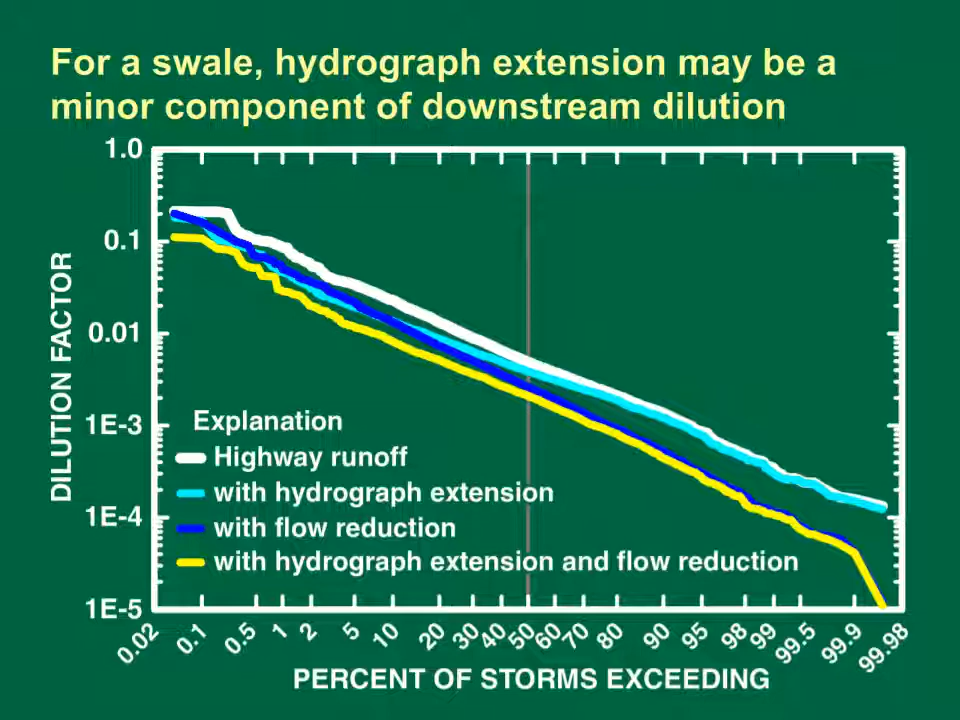 For a swale, hydrograph extension may be a
minor component of downstream dilution
1.0
0.1
0.01
1E-3
1E-4
1E-5
DILUTION FACTOR
Explanation
Highway runoff
with hydrograph extension
with flow reduction
with hydrograph extension and flow reduction
0.02 0.1 0.5 1 2 5 10 20 30 40 50 60 70 80 90 95 98 99 99.5 99.9 99.98
PERCENT OF STORMS EXCEEDING